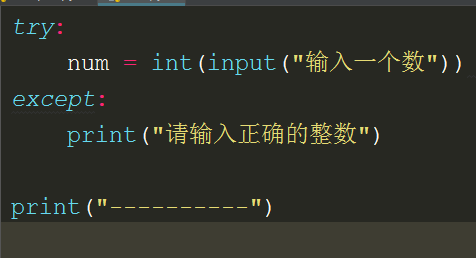 try:
    num = int(input("输入一个数"))
except:
    print("请输入正确的整数")
print("----------")